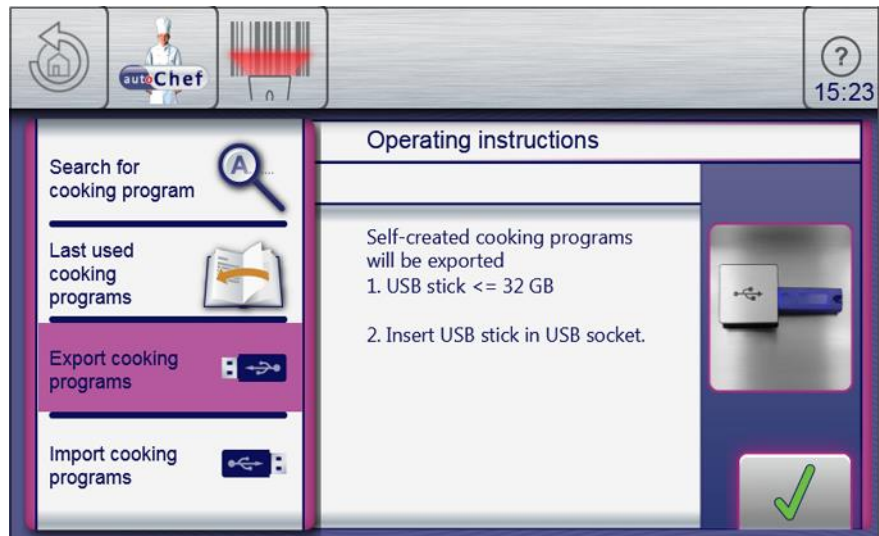 autoChef
?
15:23
Search for
cooking program
A...
Last used
cooking
programs
Export cooking
programs
Import cooking
programs
Operating instructions
Self-created cooking programs
will be exported
1. USB stick <= 32 GB
2. Insert USB stick in USB socket.